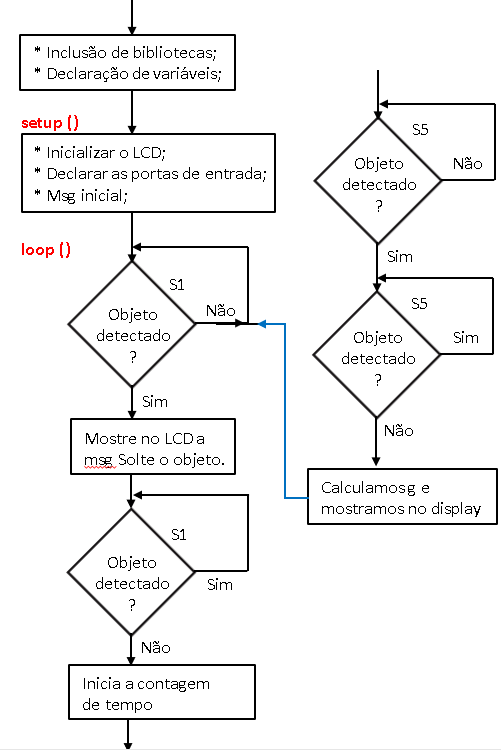 * Inclusão de bibliotecas;
* Declaração de variáveis;
setup ()
* Inicializar o LCD;
* Declarar as portas de entrada;
* Msg inicial;
loop ()
S1
Objeto
detectado
?
Não
Sim
Mostre no LCD a
msg Solte o objeto.
S1
Objeto
detectado
?
Sim
Não
Inicia a contagem
de tempo
S5
Objeto
detectado
?
Não
Sim
S5
Objeto
detectado
?
Sim
Não
Calculamos g e
mostramos no display